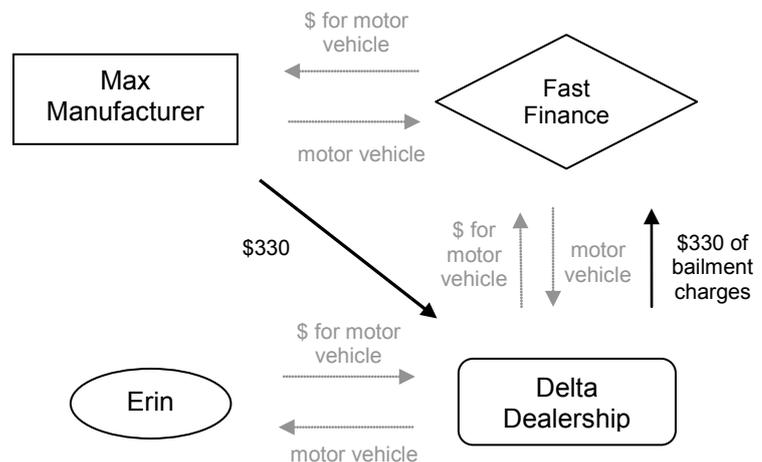 $ for motor
vehicle
Max
Manufacturer
Fast
Finance
motor vehicle
$330
$ for
motor
vehicle
motor
vehicle
$330 of
bailment
charges
$ for motor
vehicle
Erin
Delta
Dealership
motor vehicle